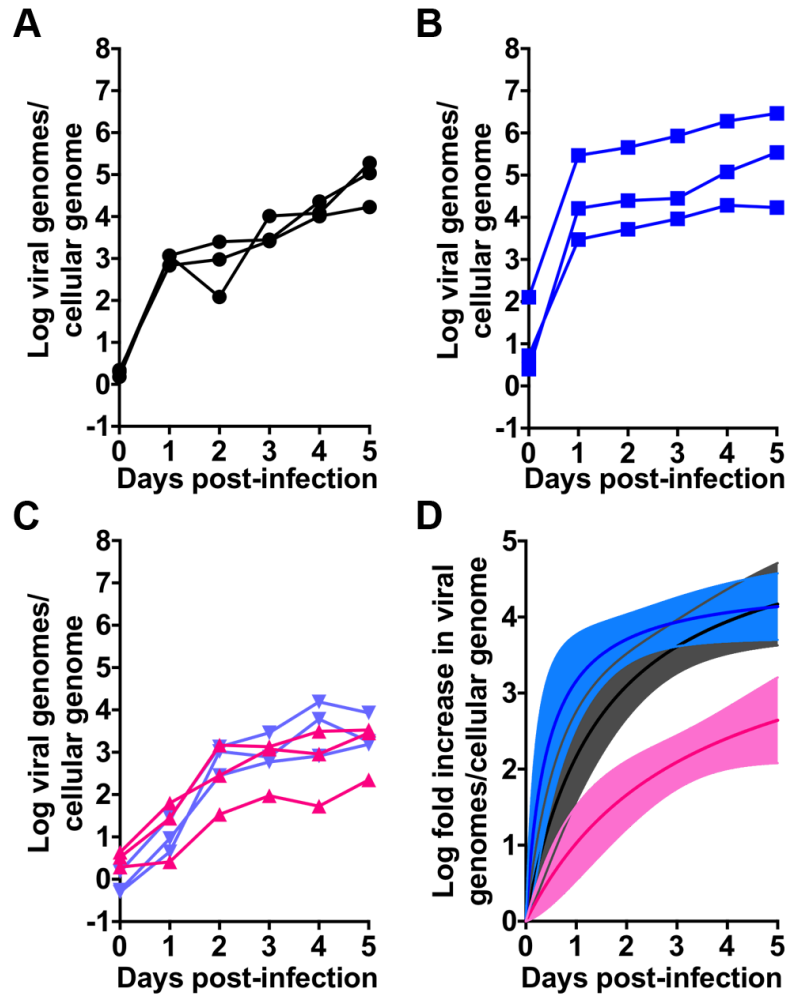 A
B
Log viral genomes/
cellular genome
8
7
6
5
4
3
2
1
0
-1
0 1 2 3 4 5
Days post-infection
Log viral genomes/
cellular genome
8
7
6
5
4
3
2
1
0
-1
0 1 2 3 4 5
Days post-infection
C
D
Log viral genomes/
cellular genome
8
7
6
5
4
3
2
1
0
-1
0 1 2 3 4 5
Days post-infection
Log fold increase in viral
genomes/cellular genome
5
4
3
2
1
0
0 1 2 3 4 5
Days post-infection